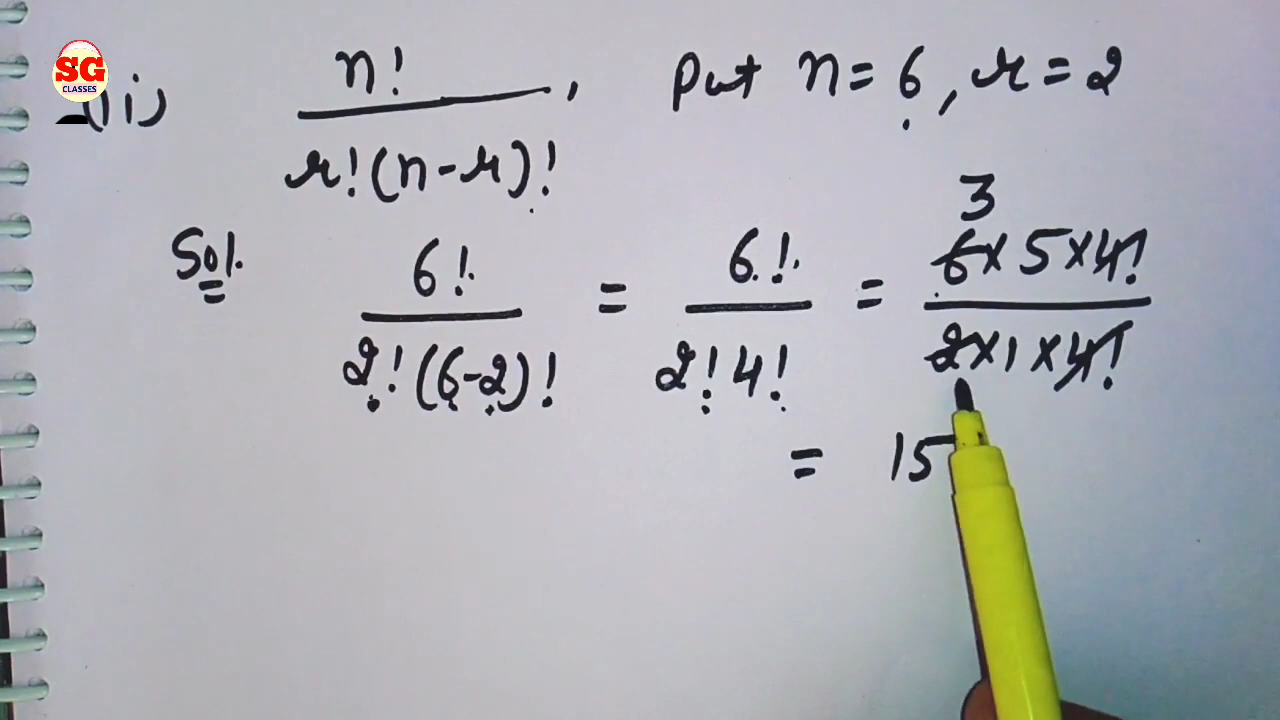 SG
CLASSES
(ii) n! / r!(n-r)! , Put n = 6, r = 2
Sol. 6! / 2!(6-2)! = 6! / 2! 4! = 6 × 5 × 4! / 2 × 1 × 4!
3
= 15